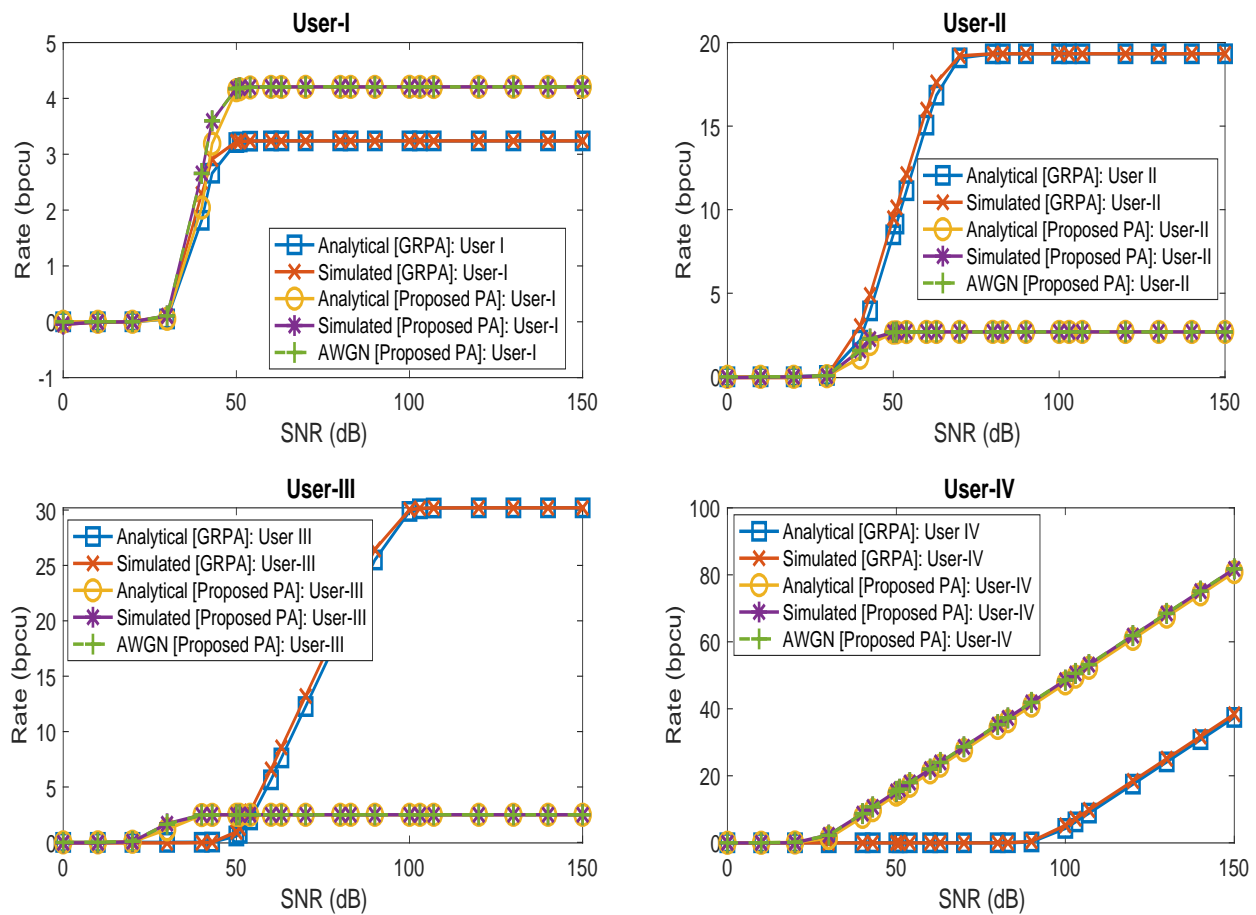 User-I
5
4
3
2
1
0
-1
Rate (bpcu)
0
50
100
150
SNR (dB)
Analytical [GRPA]: User I
Simulated [GRPA]: User-I
Analytical [Proposed PA]: User-I
Simulated [Proposed PA]: User-I
AWGN [Proposed PA]: User-I
User-II
20
15
10
5
0
Rate (bpcu)
0
50
100
150
SNR (dB)
Analytical [GRPA]: User II
Simulated [GRPA]: User-II
Analytical [Proposed PA]: User-II
Simulated [Proposed PA]: User-II
AWGN [Proposed PA]: User-II
User-III
30
25
20
15
10
5
0
Rate (bpcu)
0
50
100
150
SNR (dB)
Analytical [GRPA]: User III
Simulated [GRPA]: User-III
Analytical [Proposed PA]: User-III
Simulated [Proposed PA]: User-III
AWGN [Proposed PA]: User-III
User-IV
100
80
60
40
20
0
Rate (bpcu)
0
50
100
150
SNR (dB)
Analytical [GRPA]: User IV
Simulated [GRPA]: User-IV
Analytical [Proposed PA]: User-IV
Simulated [Proposed PA]: User-IV
AWGN [Proposed PA]: User-IV